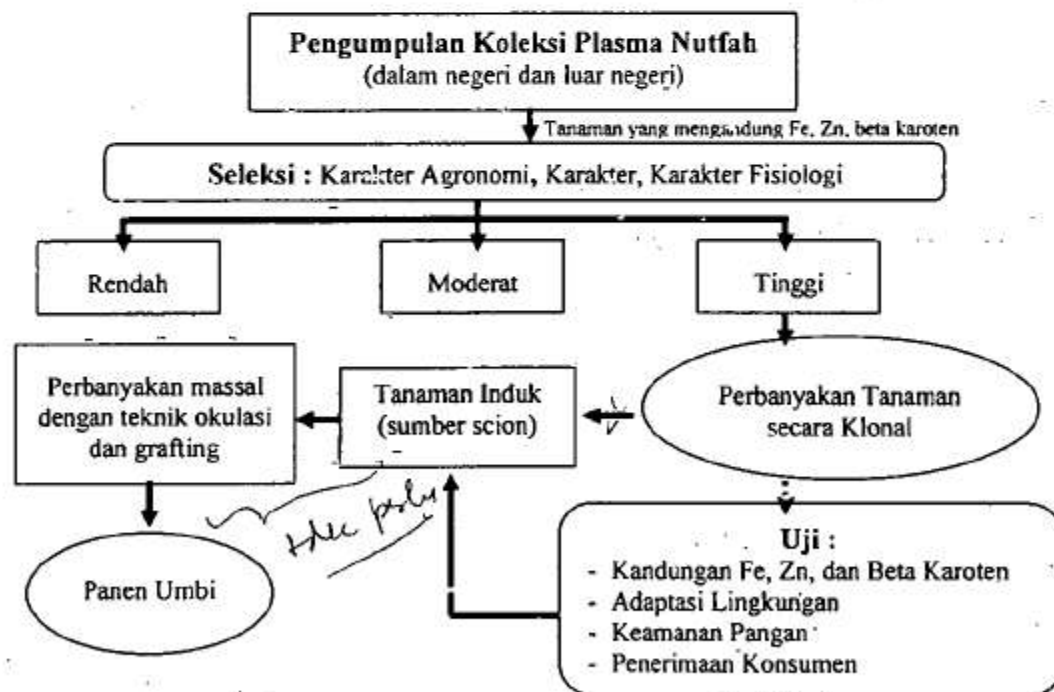 Pengumpulan Koleksi Plasma Nutfah
(dalam negeri dan luar negeri)
Tanaman yang mengandung Fe, Zn, beta karoten
Seleksi : Karakter Agronomi, Karakter, Karakter Fisiologi
Rendah
Moderat
Tinggi
Perbanyakan massal
dengan teknik okulasi
dan grafting
Tanaman Induk
(sumber scion)
Perbanyakan Tanaman
secara Klonal
perlu
Panen Umbi
Uji :
- Kandungan Fe, Zn, dan Beta Karoten
- Adaptasi Lingkungan
- Keamanan Pangan
- Penerimaan Konsumen